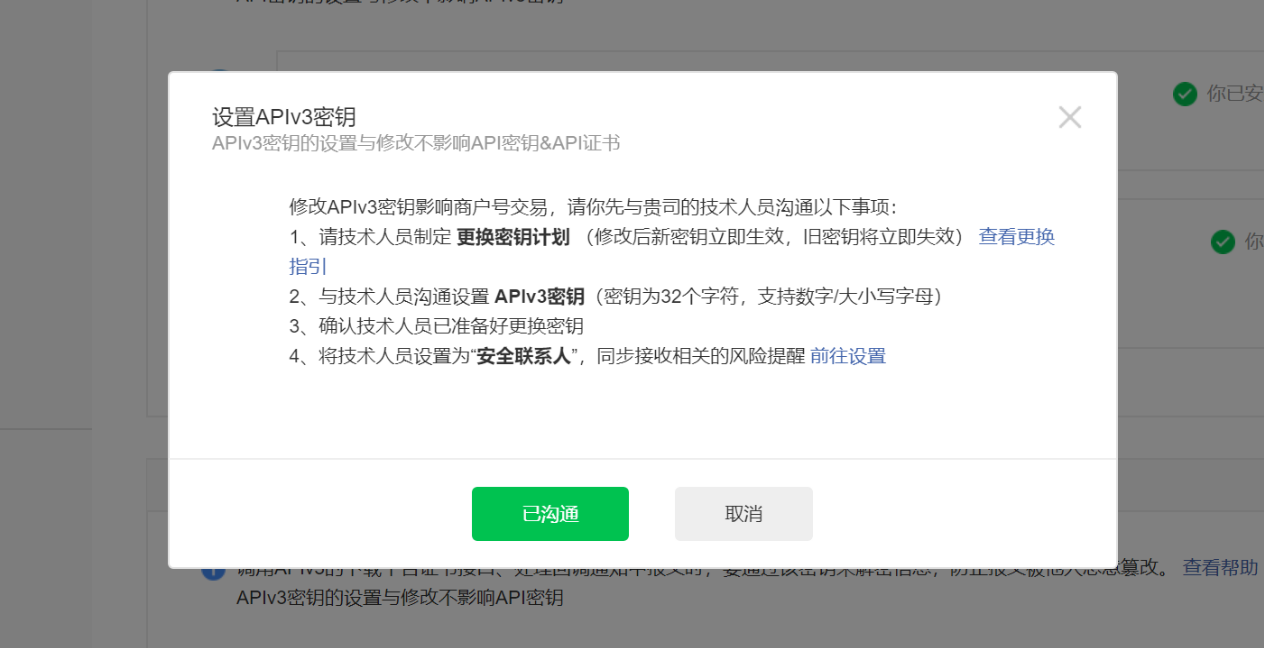 设置APIv3密钥
APIv3密钥的设置与修改不影响API密钥&API证书
你已安
修改APIv3密钥影响商户号交易，请你先与贵司的技术人员沟通以下事项：
1、请技术人员制定 更换密钥计划 （修改后新密钥立即生效，旧密钥将立即失效） 查看更换
指引
你
2、与技术人员沟通设置 APIv3密钥（密钥为32个字符，支持数字/大小写字母）
3、确认技术人员已准备好更换密钥
4、将技术人员设置为“安全联系人”，同步接收相关的风险提醒 前往设置
已沟通
取消
篡改。 查看帮助
APIv3密钥的设置与修改不影响API密钥